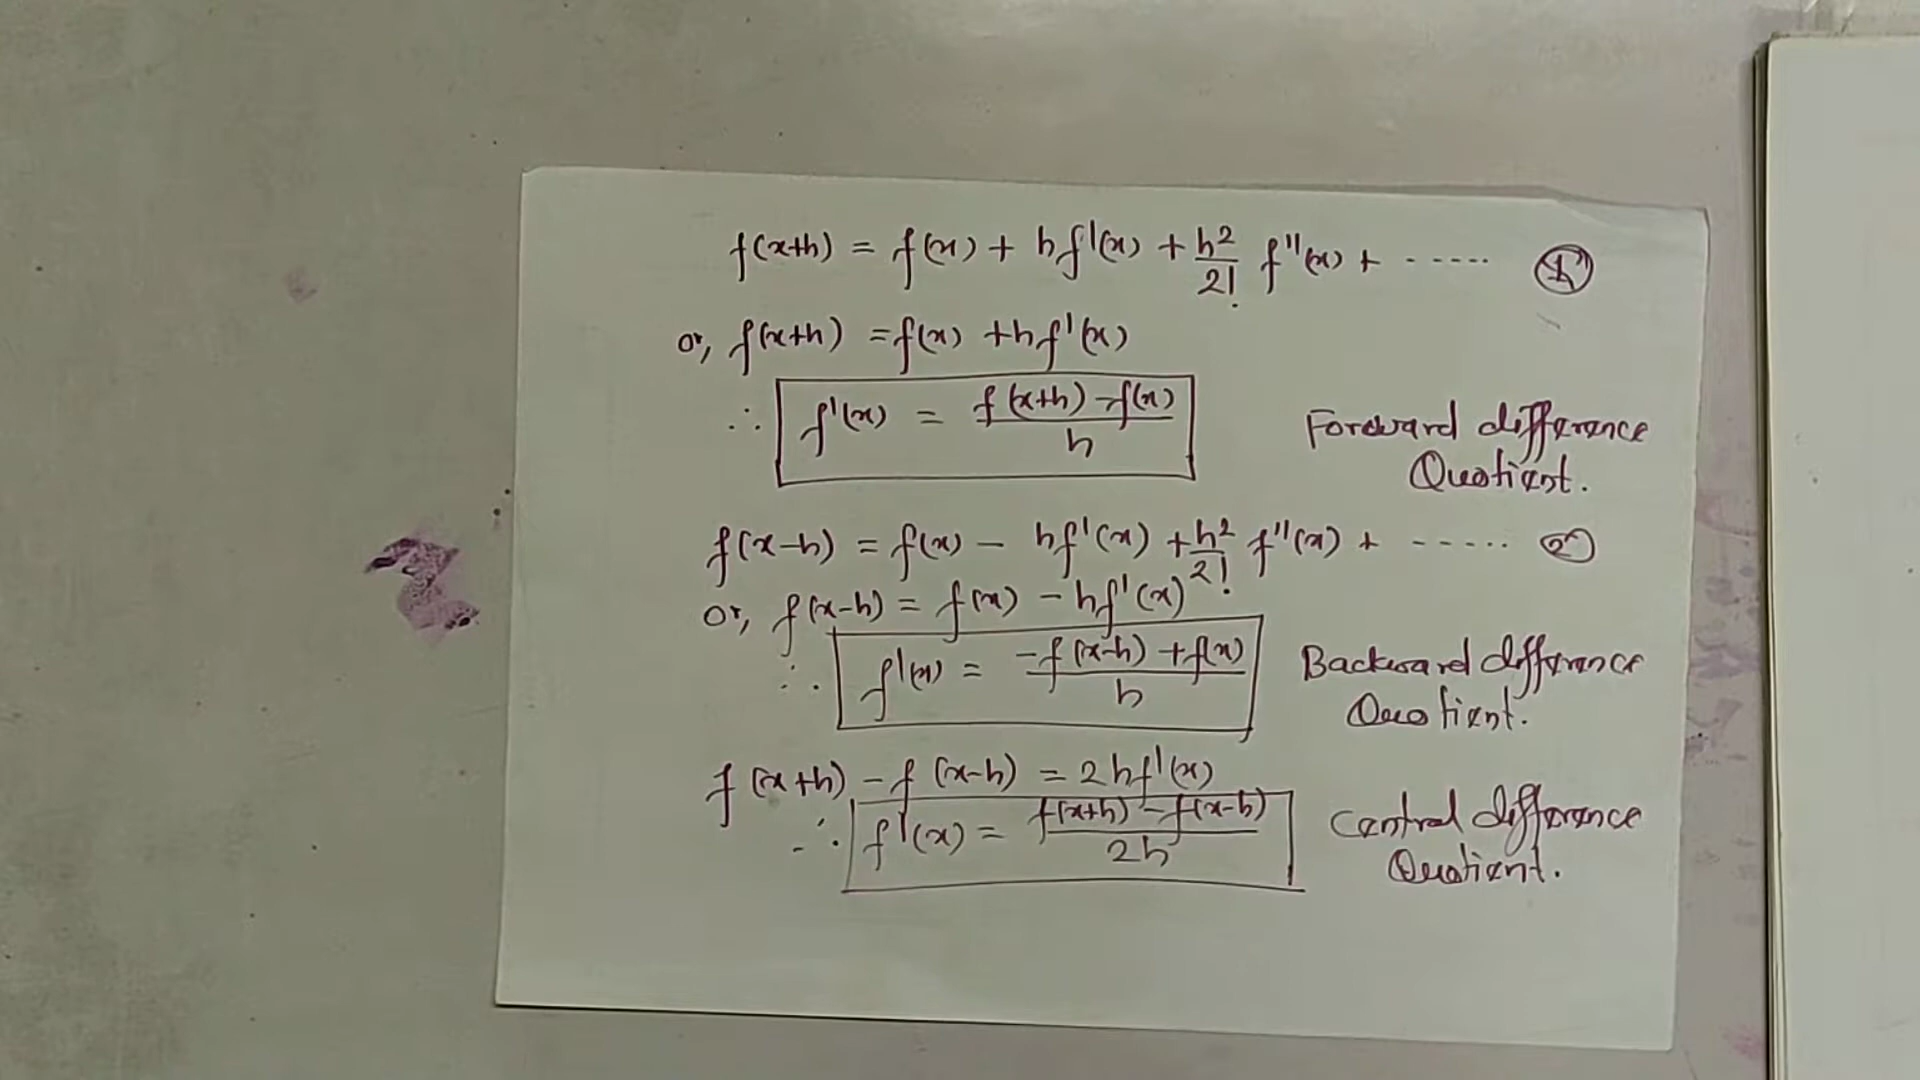 f(x+h) = f(x) + hf'(x) + h²/2! f''(x) + ------ ①
or, f(x+h) = f(x) + hf'(x)
∴ f'(x) = f(x+h) - f(x) / h
Forward difference
Quotient.
f(x-h) = f(x) - hf'(x) + h²/2! f''(x) + ------ ②
or, f(x-h) = f(x) - hf'(x)
∴ f'(x) = -f(x-h) + f(x) / h
Backward difference
Quotient.
f(x+h) - f(x-h) = 2hf'(x)
∴ f'(x) = f(x+h) - f(x-h) / 2h
Central difference
Quotient.